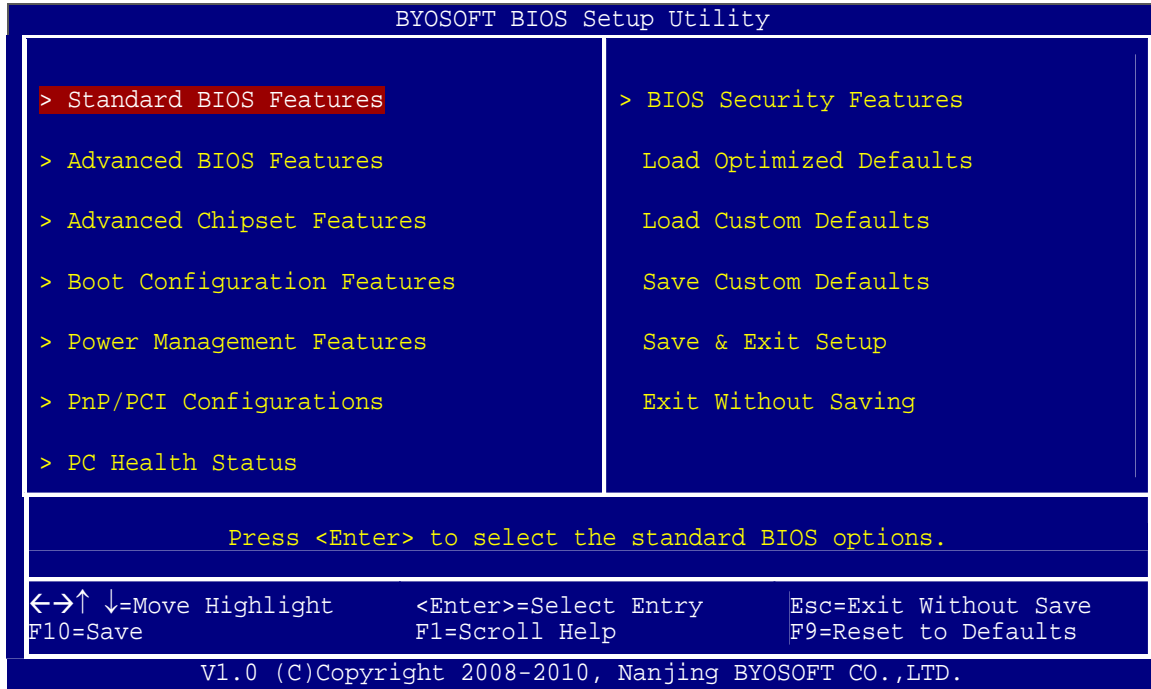 BYOSOFT BIOS Setup Utility
> Standard BIOS Features
> Advanced BIOS Features
> Advanced Chipset Features
> Boot Configuration Features
> Power Management Features
> PnP/PCI Configurations
> PC Health Status
> BIOS Security Features
Load Optimized Defaults
Load Custom Defaults
Save Custom Defaults
Save & Exit Setup
Exit Without Saving
Press <Enter> to select the standard BIOS options.
←→↑ ↓=Move Highlight <Enter>=Select Entry Esc=Exit Without Save
F10=Save F1=Scroll Help F9=Reset to Defaults
V1.0 (C)Copyright 2008-2010, Nanjing BYOSOFT CO.,LTD.